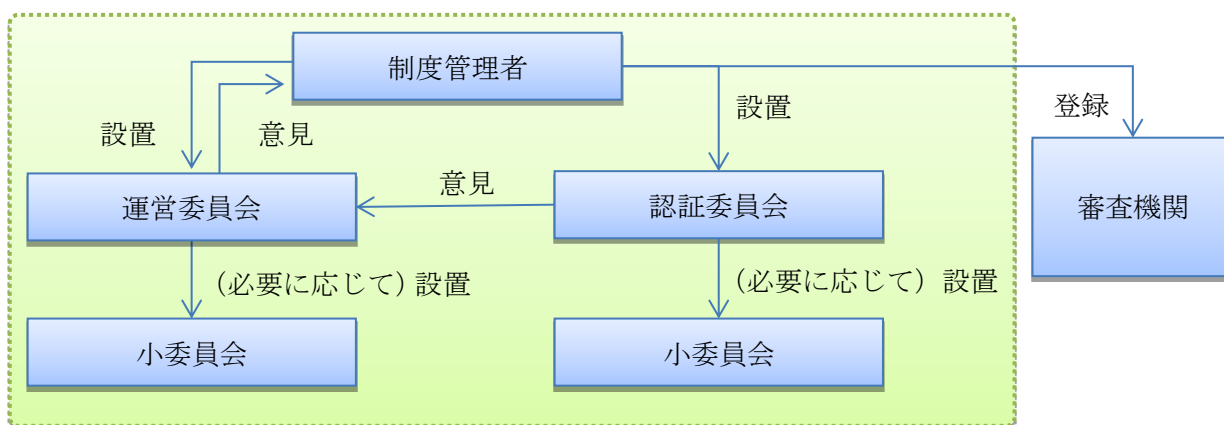 制度管理者
設置
意見
設置
登録
運営委員会
意見
認証委員会
審査機関
(必要に応じて)設置
(必要に応じて) 設置
小委員会
小委員会